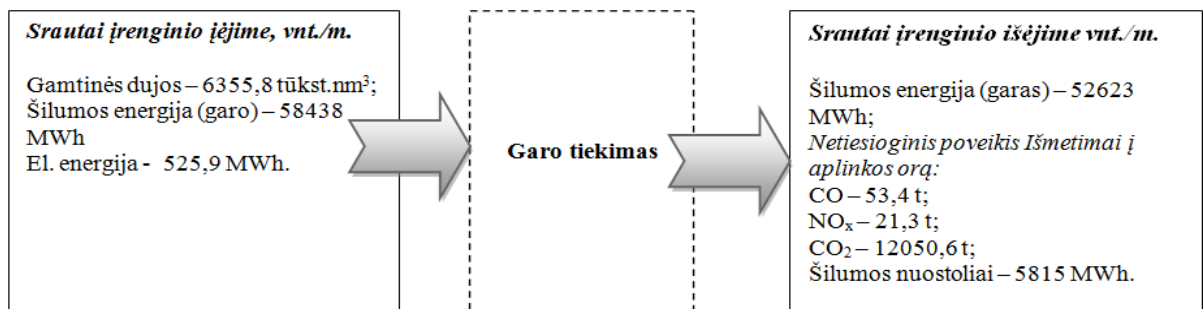 Srautai įrenginio įėjime, vnt./m.
Gamtinės dujos – 6355,8 tūkst.nm³;
Šilumos energija (garo) – 58438
MWh
El. energija - 525,9 MWh.
Garo tiekimas
Srautai įrenginio išėjime vnt./m.
Šilumos energija (garas) – 52623
MWh;
Netiesioginis poveikis Išmetimai į
aplinkos orą:
CO – 53,4 t;
NOₓ – 21,3 t;
CO₂ – 12050,6 t;
Šilumos nuostoliai – 5815 MWh.